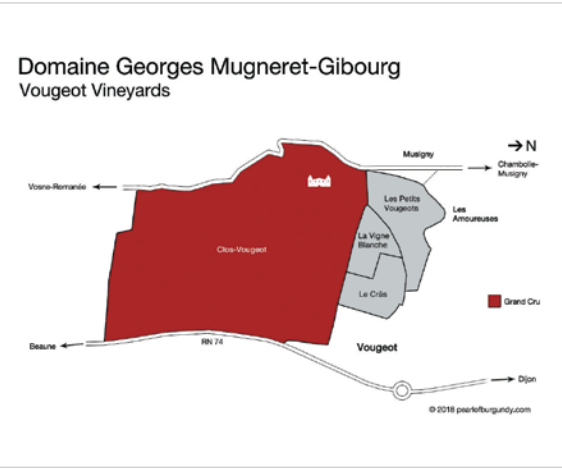 Domaine Georges Mugneret-Gibourg
Vougeot Vineyards
→N
Musigny
Chambolle-
Musigny
Vosne-Romanée
Les Petits
Vougeots
Les
Amoureuses
La Vigne
Blanche
Clos-Vougeot
Le Crâs
Grand Cru
RN 74
Beaune
Vougeot
Dijon
© 2018 pearlofburgundy.com